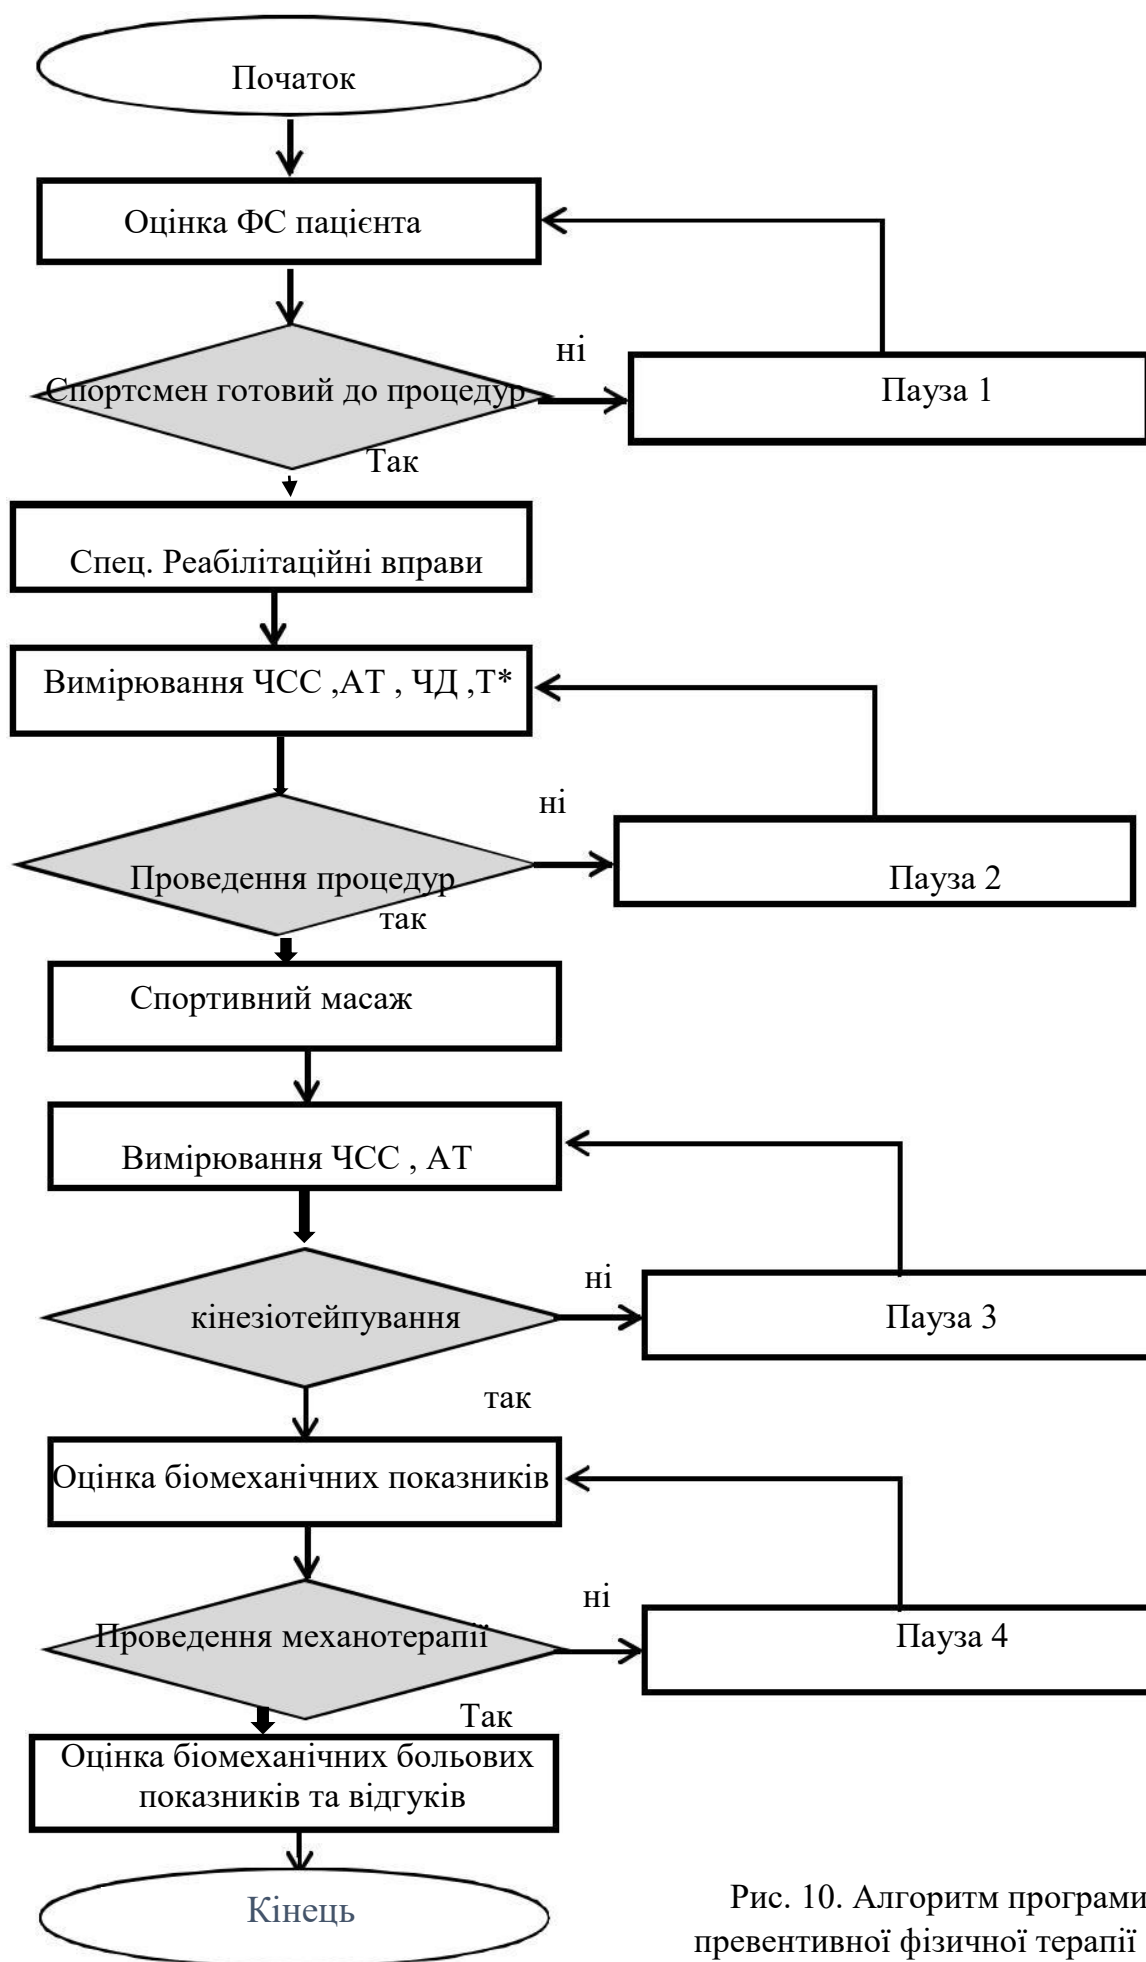 Початок
Оцінка ФС пацієнта
ні
Спортсмен готовий до процедур
Пауза 1
Так
Спец. Реабілітаційні вправи
Вимірювання ЧСС ,АТ , ЧД ,Т*
ні
Проведення процедур
Пауза 2
так
Спортивний масаж
Вимірювання ЧСС , АТ
ні
кінезіотейпування
Пауза 3
так
Оцінка біомеханічних показників
ні
Проведення механотерапії
Пауза 4
Так
Оцінка біомеханічних больових
показників та відгуків
Кінець
Рис. 10. Алгоритм програми
превентивної фізичної терапії